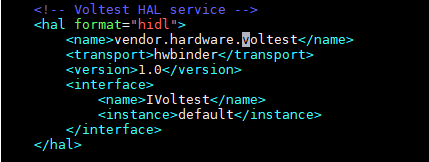 <!-- Voltest HAL service -->
<hal format="hidl">
<name>vendor.hardware.voltest</name>
<transport>hwbinder</transport>
<version>1.0</version>
<interface>
<name>IVoltest</name>
<instance>default</instance>
</interface>
</hal>